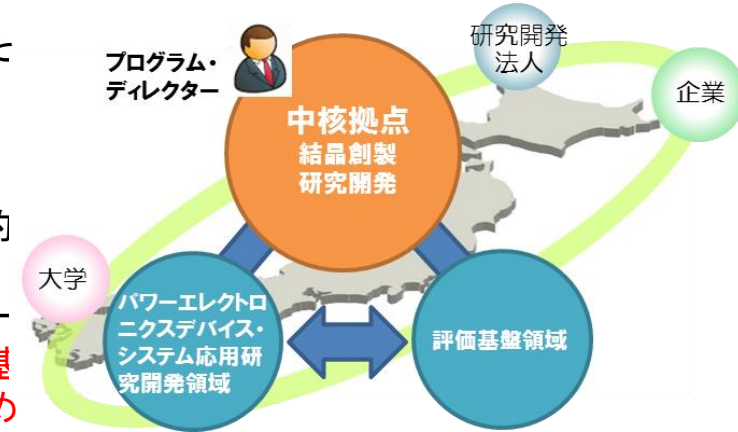 プログラム・
ディレクター
研究開発
法人
企業
中核拠点
結晶創製
研究開発
的
大学
パワーエレクトロ
ニクスデバイス・
システム応用研
究開発領域
評価基盤領域
ー
め